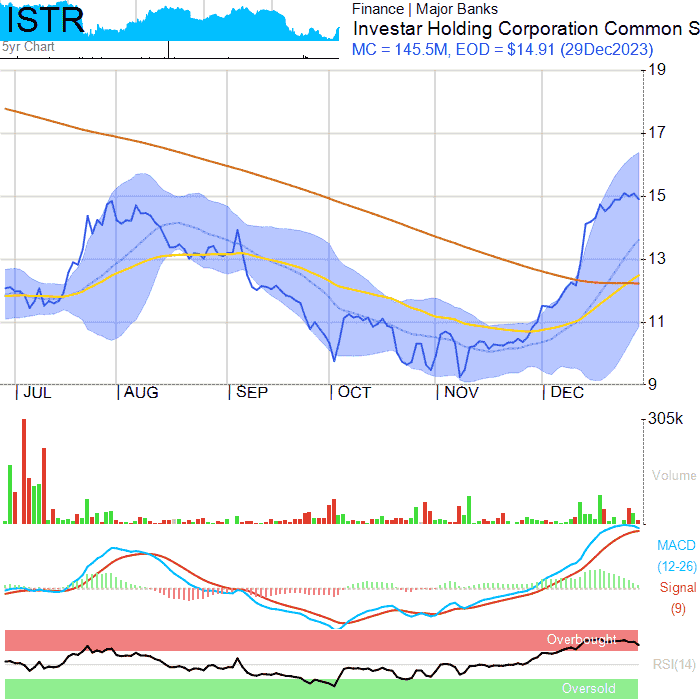 ISTR
5yr Chart
Finance | Major Banks
Investar Holding Corporation Common S
MC = 145.5M, EOD = $14.91 (29Dec2023)
19
17
15
13
11
9
JUL AUG SEP OCT NOV DEC
305k
Volume
MACD
(12-26)
Signal
(9)
Overbought
RSI(14)
Oversold